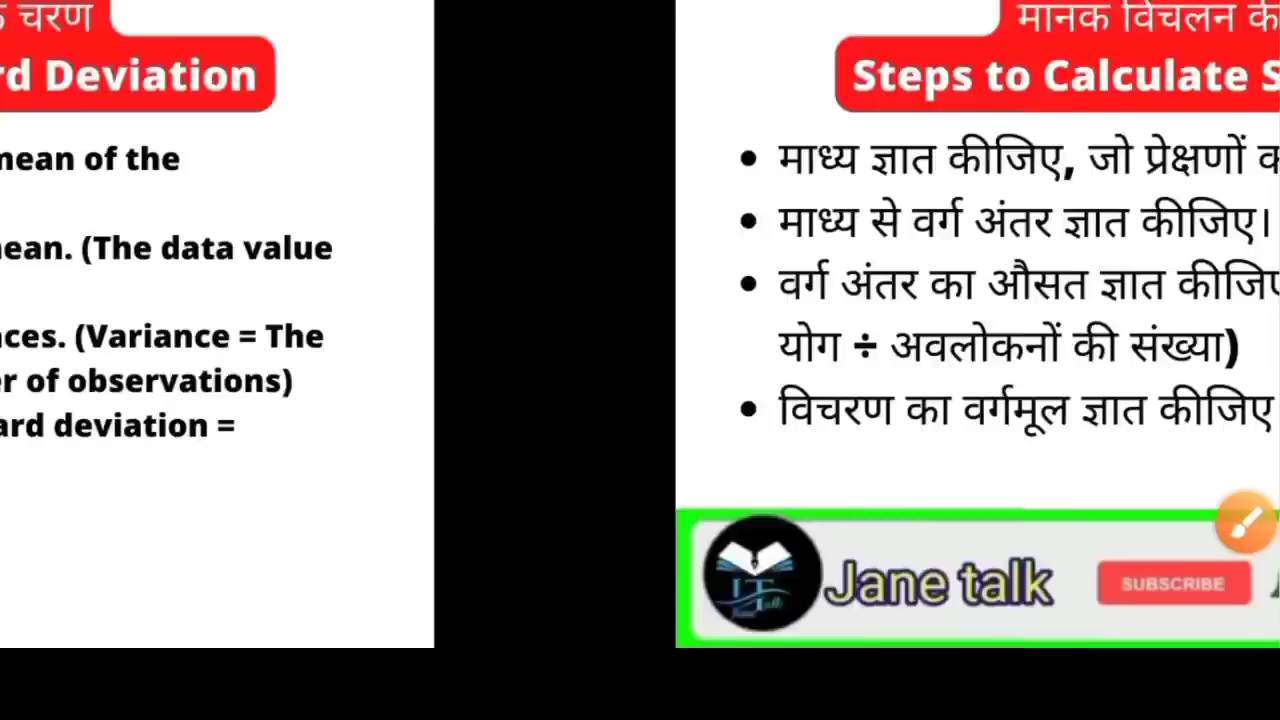 चरण
rd Deviation
mean of the
mean. (The data value
ces. (Variance = The
r of observations)
ard deviation =
मानक विचलन के
Steps to Calculate S
• माध्य ज्ञात कीजिए, जो प्रेक्षणों
• माध्य से वर्ग अंतर ज्ञात कीजिए।
• वर्ग अंतर का औसत ज्ञात कीजिए
योग ÷ अवलोकनों की संख्या)
• विचरण का वर्गमूल ज्ञात कीजिए
Jane talk
SUBSCRIBE